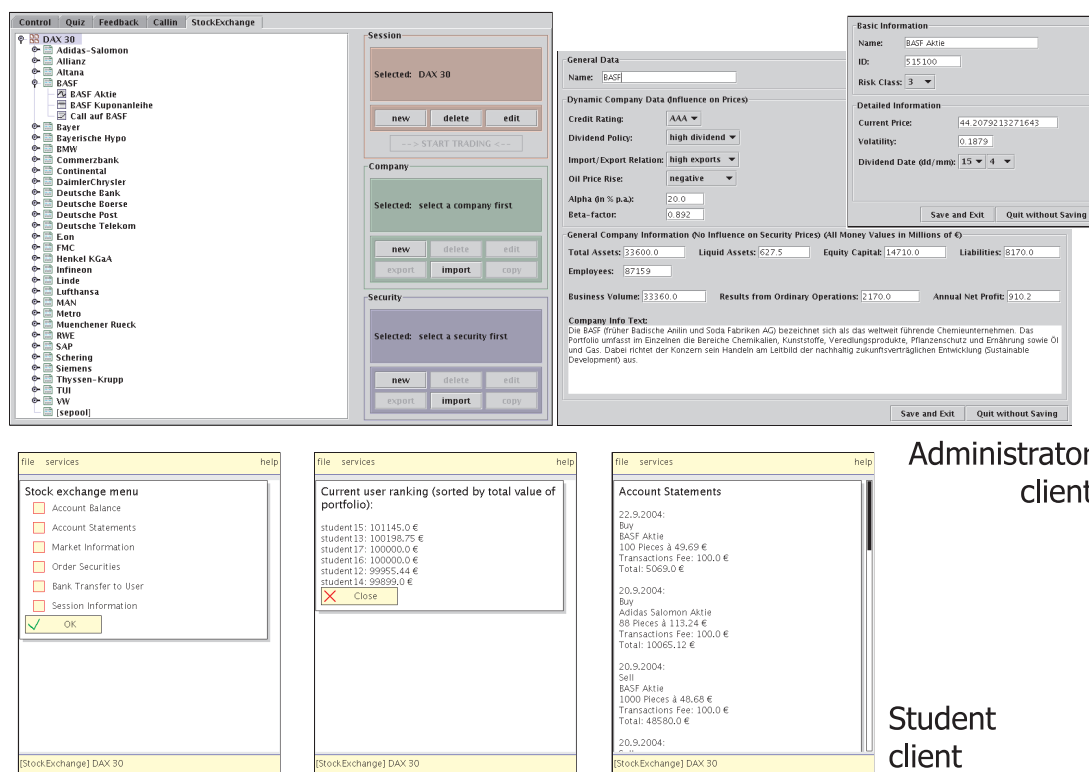 Control Quiz Feedback Callin StockExchange
DAX 30
Adidas-Salomon
Allianz
Altana
BASF
BASF Aktie
BASF Kuponanleihe
Call auf BASF
Bayer
Bayerische Hypo
BMW
Commerzbank
Continental
DaimlerChrysler
Deutsche Bank
Deutsche Boerse
Deutsche Post
Deutsche Telekom
E.on
FMC
Henkel KGaA
Infineon
Linde
Lufthansa
MAN
Metro
Muenchener Rueck
RWE
SAP
Schering
Siemens
Thyssen-Krupp
TUI
VW
[sepool]
Session
Selected: DAX 30
new delete edit
--> START TRADING <--
Company
Selected: select a company first
new delete edit
export import copy
Security
Selected: select a security first
new delete edit
export import copy
General Data
Name: BASF
Dynamic Company Data (Influence on Prices)
Credit Rating: AAA
Dividend Policy: high dividend
Import/Export Relation: high exports
Oil Price Rise: negative
Alpha (in % p.a.): 20.0
Beta-factor: 0.892
General Company Information (No Influence on Security Prices) (All Money Values in Millions of €)
Total Assets: 33600.0 Liquid Assets: 627.5 Equity Capital: 14710.0 Liabilities: 8170.0
Employees: 87159
Business Volume: 33360.0 Results from Ordinary Operations: 2170.0 Annual Net Profit: 910.2
Company Info Text:
Die BASF (früher Badische Anilin und Soda Fabriken AG) bezeichnet sich als das weltweit führende Chemieunternehmen. Das
Portfolio umfasst im Einzelnen die Bereiche Chemikalien, Kunststoffe, Veredlungsprodukte, Pflanzenschutz und Ernährung sowie Öl
und Gas. Dabei richtet der Konzern sein Handeln am Leitbild der nachhaltig zukunftsverträglichen Entwicklung (Sustainable
Development) aus.
Save and Exit Quit without Saving
Basic Information
Name: BASF Aktie
ID: 515100
Risk Class: 3
Detailed Information
Current Price: 44.2079213271643
Volatility: 0.1879
Dividend Date (dd/mm): 15 4
Save and Exit Quit without Saving
Administrator
client
file services help
Stock exchange menu
Account Balance
Account Statements
Market Information
Order Securities
Bank Transfer to User
Session Information
OK
[StockExchange] DAX 30
file services help
Current user ranking (sorted by total value of
portfolio):
student15: 101145.0 €
student13: 100198.75 €
student17: 100000.0 €
student16: 100000.0 €
student12: 99955.44 €
student14: 99899.0 €
Close
[StockExchange] DAX 30
file services help
Account Statements
22.9.2004:
Buy
BASF Aktie
100 Pieces à 49.69 €
Transactions Fee: 100.0 €
Total: 5069.0 €
20.9.2004:
Buy
Adidas Salomon Aktie
88 Pieces à 113.24 €
Transactions Fee: 100.0 €
Total: 10065.12 €
20.9.2004:
Sell
BASF Aktie
1000 Pieces à 48.68 €
Transactions Fee: 100.0 €
Total: 48580.0 €
20.9.2004:
[StockExchange] DAX 30
Student
client